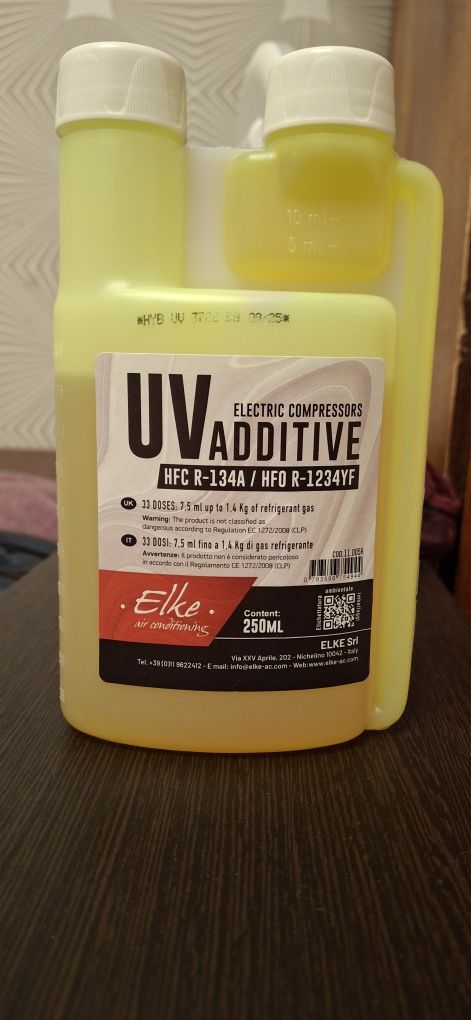 10 ml
5 ml
*HYB UV 3722 09/25*
ELECTRIC COMPRESSORS
UV ADDITIVE
HFC R-134A / HFO R-1234YF
UK 33 DOSES: 7,5 ml up to 1,4 Kg of refrigerant gas
Warning: The product is not classified as
dangerous according to Regulation EC 1272/2008 (CLP)
IT 33 DOSI: 7,5 ml fino a 1,4 Kg di gas refrigerante
Avvertenze: il prodotto non è considerato pericoloso
in accordo con il Regolamento CE 1272/2008 (CLP)
COD.11.005H
Elke
air conditioning
Content:
250ML
Etichettatura
ambientale
ELKE Srl
Via XXV Aprile, 202 - Nichelino 10042 - Italy
Tel. +39 (0)11 9622412 - E mail: info@elke-ac.com - Web:www.elke-ac.com